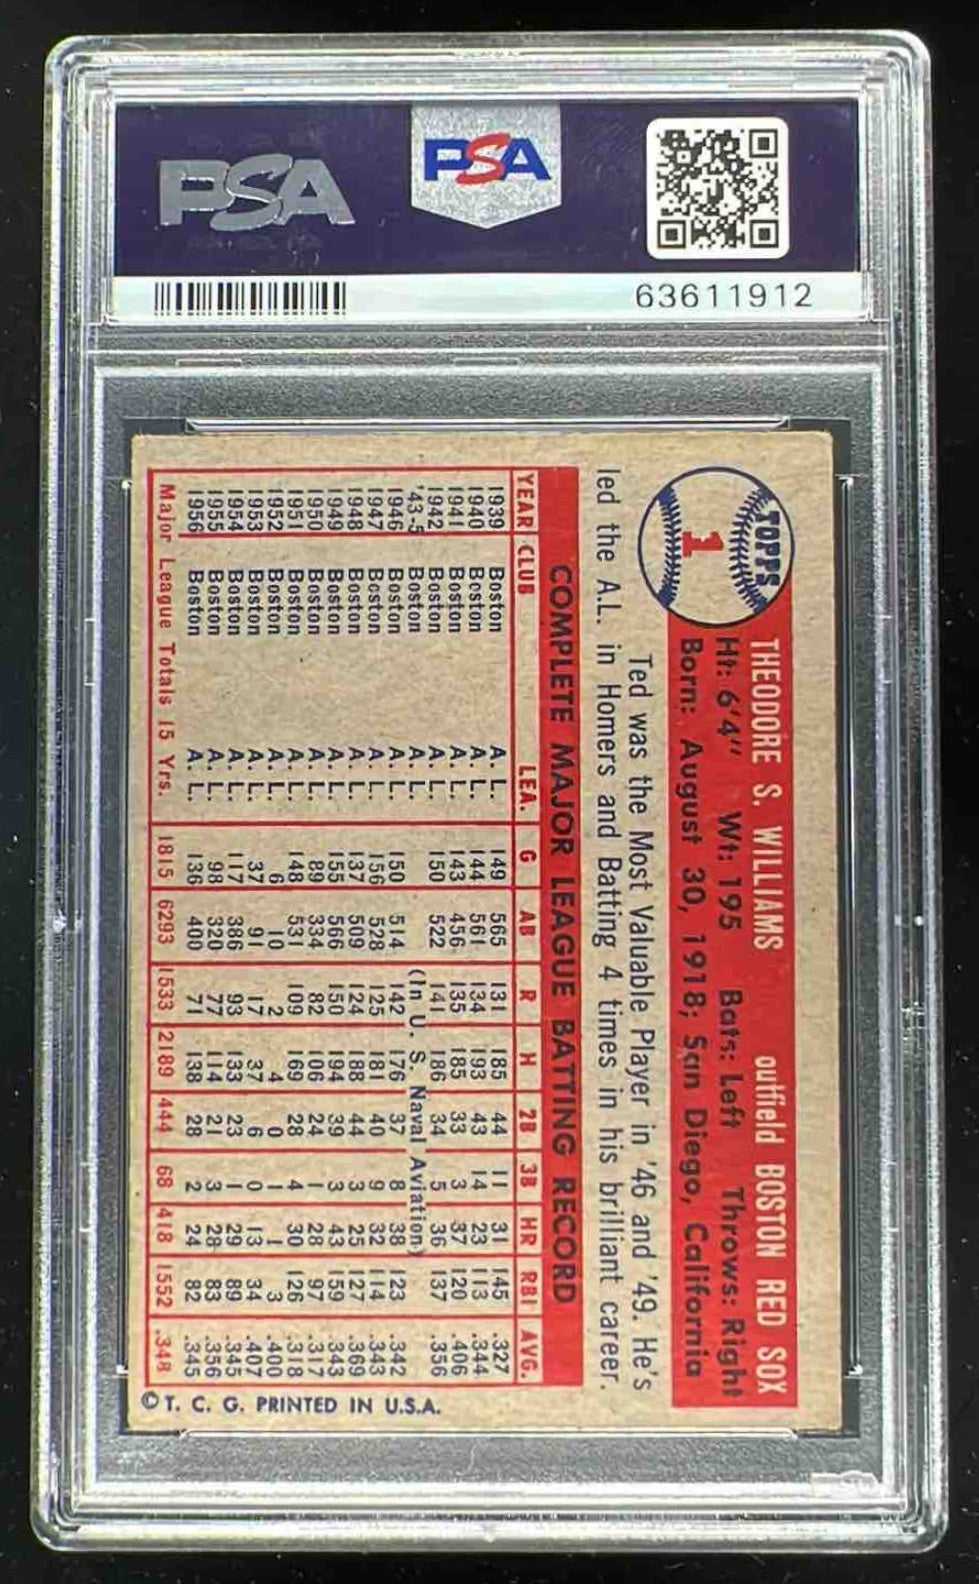 PSA
PSA
63611912
TOPPS
1
THEODORE S. WILLIAMS outfield BOSTON RED SOX
Ht: 6'4" Wt: 195 Bats: Left Throws: Right
Born: August 30, 1918; San Diego, California
Ted was the Most Valuable Player in '46 and '49. He's
led the A.L. in Homers and Batting 4 times in his brilliant career.
COMPLETE MAJOR LEAGUE BATTING RECORD
YEAR CLUB LEA. G AB R H 2B 3B HR RBI AVG.
1939 Boston A. L. 149 565 131 185 44 11 31 145 .327
1940 Boston A. L. 144 561 134 193 43 14 23 113 .344
1941 Boston A. L. 143 456 135 185 33 3 37 120 .406
1942 Boston A. L. 150 522 141 186 34 5 36 137 .356
'43-5 Boston A. L. (In U. S. Naval Aviation)
1946 Boston A. L. 150 514 142 176 37 8 38 123 .342
1947 Boston A. L. 156 528 125 181 40 9 32 114 .343
1948 Boston A. L. 137 509 124 188 44 3 25 127 .369
1949 Boston A. L. 155 566 150 194 39 3 43 159 .343
1950 Boston A. L. 89 334 82 106 24 1 28 97 .317
1951 Boston A. L. 148 531 109 169 28 4 30 126 .318
1952 Boston A. L. 6 10 2 4 0 1 1 3 .400
1953 Boston A. L. 37 91 17 37 6 0 13 34 .407
1954 Boston A. L. 117 386 93 133 23 1 29 89 .345
1955 Boston A. L. 98 320 77 114 21 3 28 83 .356
1956 Boston A. L. 136 400 71 138 28 2 24 82 .345
Major League Totals 15 Yrs. 1815 6293 1533 2189 444 68 418 1552 .348
©T. C. G. PRINTED IN U.S.A.